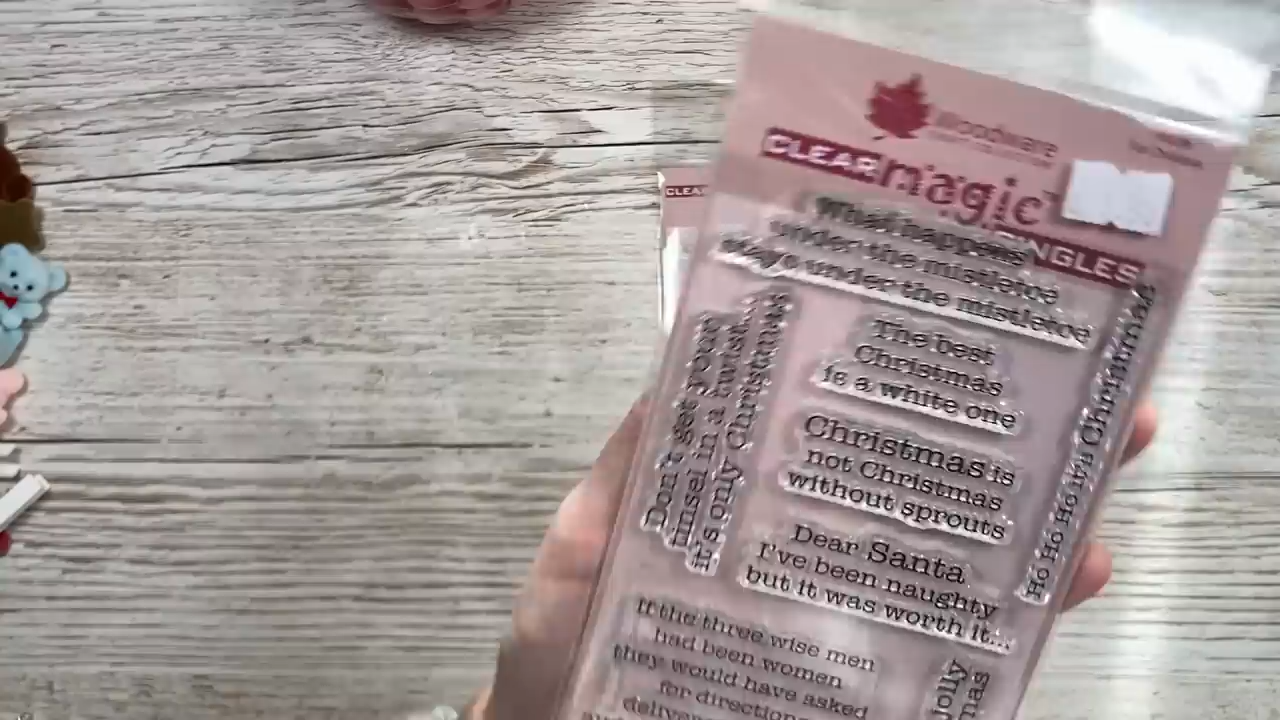 Woodware
CLEAR magic
SINGLES
CLEAR
What happens
under the mistletoe
stays under the mistletoe
Don't get your
tinsel in a twist...
it's only Christmas
The best
Christmas
is a white one
Christmas is
not Christmas
without sprouts
Dear Santa
I've been naughty
but it was worth it...
Ho Ho Ho it's Christmas
If the three wise men
had been women
they would have asked
for directions
Jolly